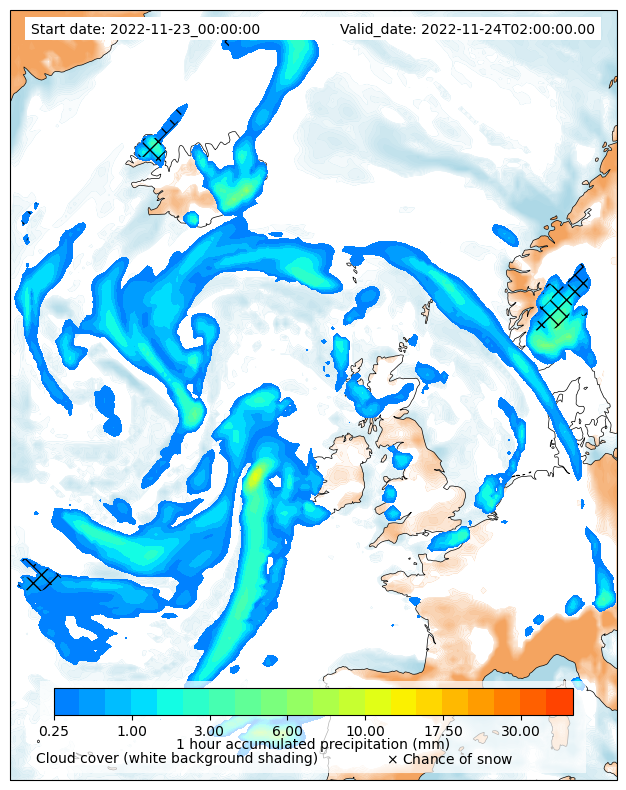 Start date: 2022-11-23_00:00:00 Valid_date: 2022-11-24T02:00:00.00
0.25 1.00 3.00 6.00 10.00 17.50 30.00
1 hour accumulated precipitation (mm)
Cloud cover (white background shading) × Chance of snow